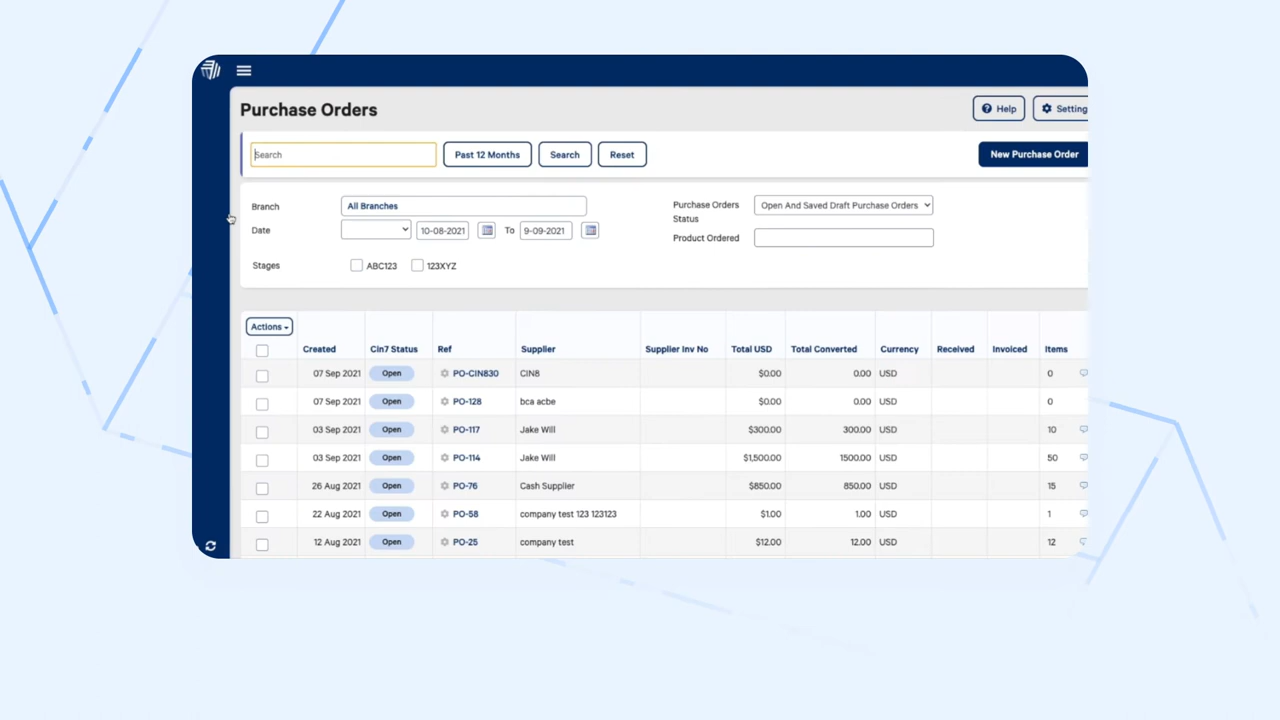 Purchase Orders
Help
Setting
Search
Past 12 Months
Search
Reset
New Purchase Order
Branch
All Branches
Purchase Orders Status
Open And Saved Draft Purchase Orders
Date
10-08-2021
To
9-09-2021
Product Ordered
Stages
ABC123
123XYZ
Actions
Created Cin7 Status Ref Supplier Supplier Inv No Total USD Total Converted Currency Received Invoiced Items
07 Sep 2021 Open PO-CIN830 CIN8 $0.00 0.00 USD 0
07 Sep 2021 Open PO-128 bca acbe $0.00 0.00 USD 0
03 Sep 2021 Open PO-117 Jake Will $300.00 300.00 USD 10
03 Sep 2021 Open PO-114 Jake Will $1,500.00 1500.00 USD 50
26 Aug 2021 Open PO-76 Cash Supplier $850.00 850.00 USD 15
22 Aug 2021 Open PO-58 company test 123 123123 $1.00 1.00 USD 1
12 Aug 2021 Open PO-25 company test $12.00 12.00 USD 12